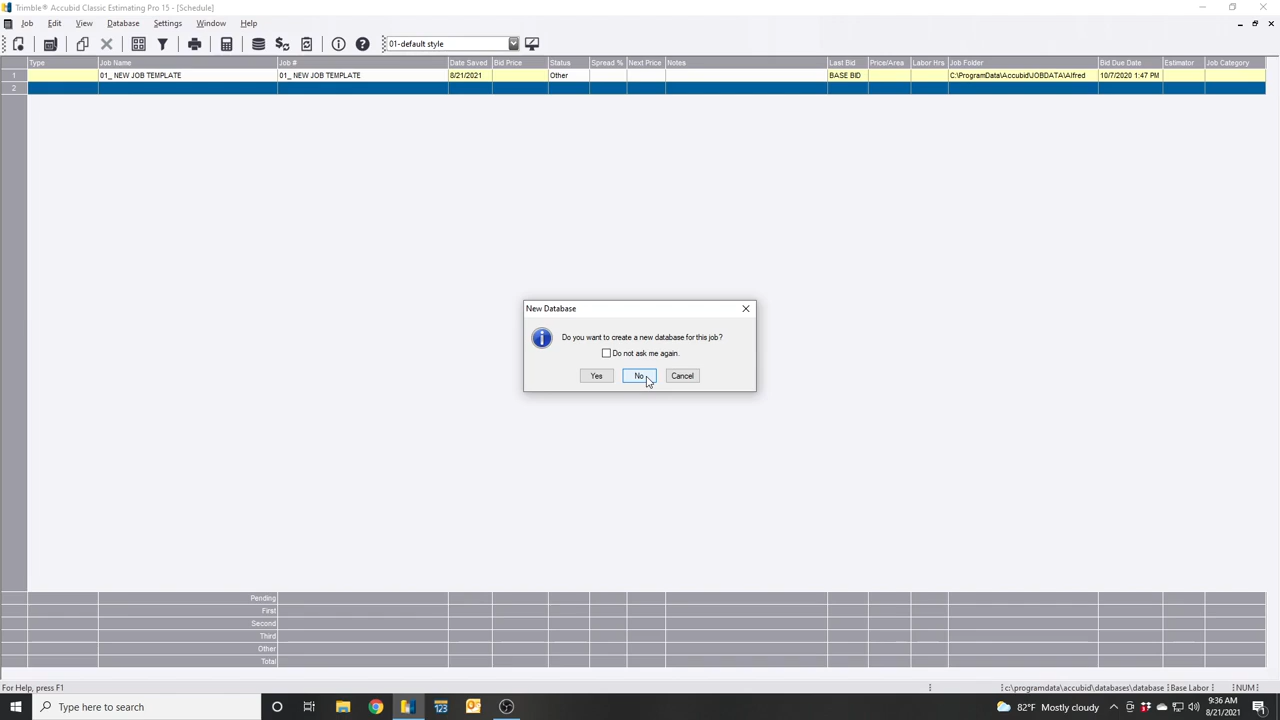 Trimble® Accubid Classic Estimating Pro 15 - [Schedule]
Job Edit View Database Settings Window Help
01-default style
Type Job Name Job # Date Saved Bid Price Status Spread % Next Price Notes Last Bid Price/Area Labor Hrs Job Folder Bid Due Date Estimator Job Category
1 01_ NEW JOB TEMPLATE 01_ NEW JOB TEMPLATE 8/21/2021 Other BASE BID C:\ProgramData\Accubid\JOBDATA\Alfred 10/7/2020 1:47 PM
2
New Database
Do you want to create a new database for this job?
Do not ask me again.
Yes No Cancel
Pending
First
Second
Third
Other
Total
For Help, press F1 c:\programdata\accubid\databases\database Base Labor NUM
Type here to search 123 82°F Mostly cloudy 9:36 AM
8/21/2021